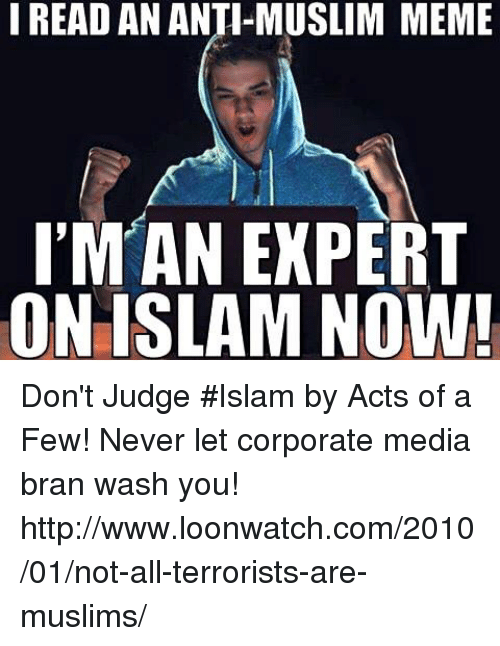 I READ AN ANTI-MUSLIM MEME
I'M AN EXPERT
ON ISLAM NOW!
Don't Judge #Islam by Acts of a
Few! Never let corporate media
bran wash you!
http://www.loonwatch.com/2010
/01/not-all-terrorists-are-
muslims/